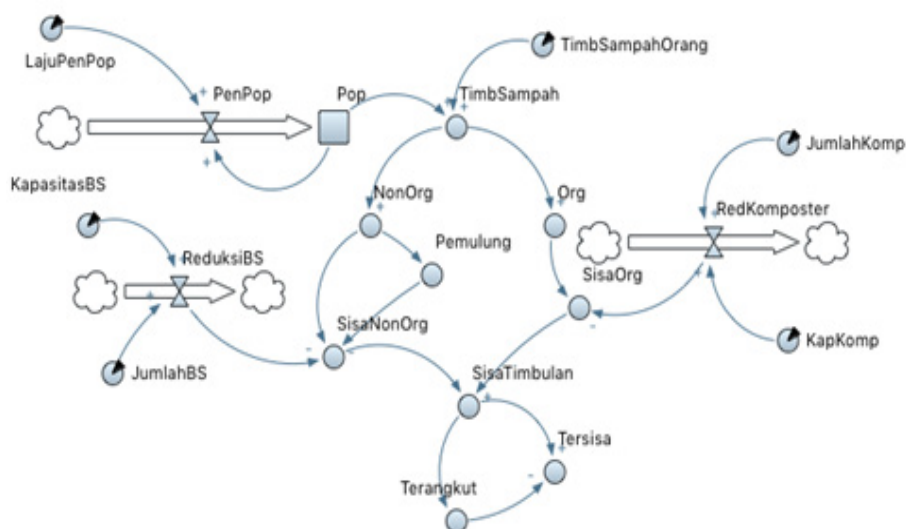 TimbSampahOrang
LajuPenPop
PenPop
Pop
TimbSampah
JumlahKomp
KapasitasBS
NonOrg
Org
RedKomposter
Pemulung
ReduksiBS
SisaOrg
SisaNonOrg
KapKomp
JumlahBS
SisaTimbulan
Tersisa
Terangkut